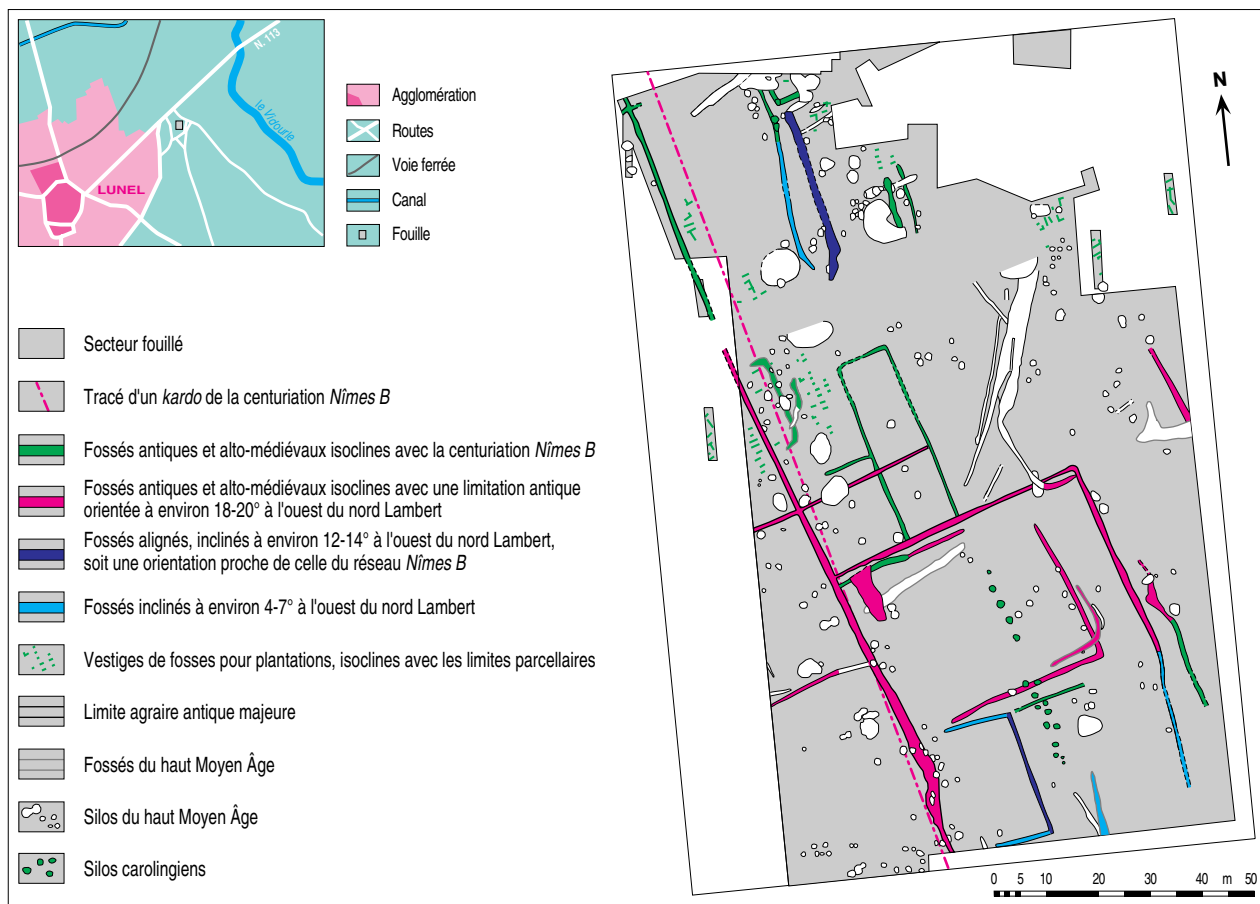 N. 113
le Vidourle
LUNEL
Agglomération
Routes
Voie ferrée
Canal
Fouille
N
Secteur fouillé
Tracé d'un kardo de la centuriation Nîmes B
Fossés antiques et alto-médiévaux isoclines avec la centuriation Nîmes B
Fossés antiques et alto-médiévaux isoclines avec une limitation antique
orientée à environ 18-20° à l'ouest du nord Lambert
Fossés alignés, inclinés à environ 12-14° à l'ouest du nord Lambert,
soit une orientation proche de celle du réseau Nîmes B
Fossés inclinés à environ 4-7° à l'ouest du nord Lambert
Vestiges de fosses pour plantations, isoclines avec les limites parcellaires
Limite agraire antique majeure
Fossés du haut Moyen Âge
Silos du haut Moyen Âge
Silos carolingiens
0 5 10 20 30 40 m 50